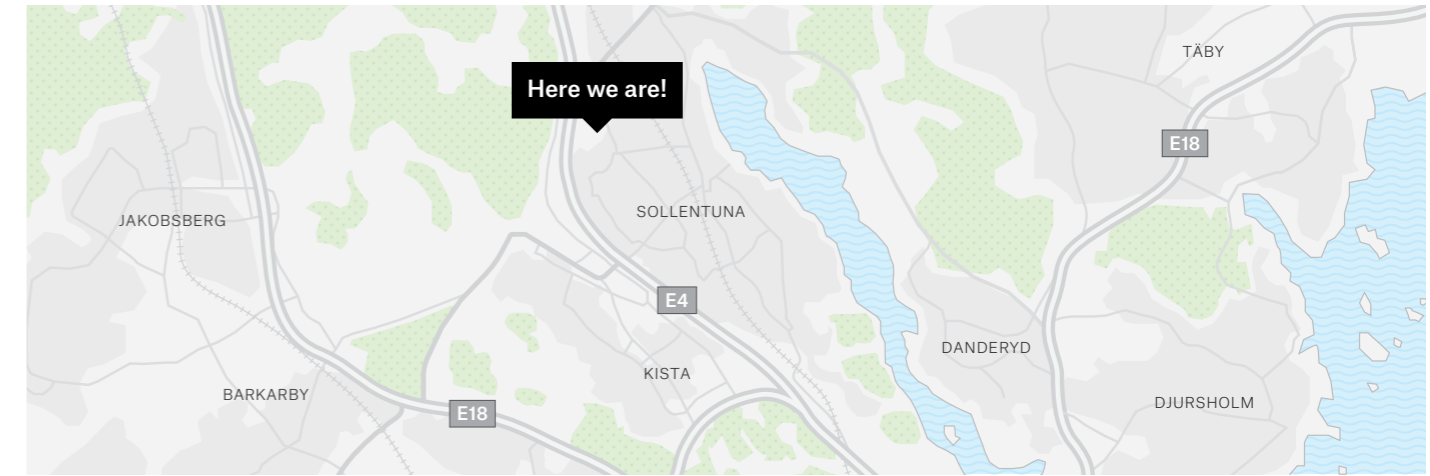 TÄBY
Here we are!
E18
SOLLENTUNA
JAKOBSBERG
E4
DANDERYD
KISTA
BARKARBY
DJURSHOLM
E18